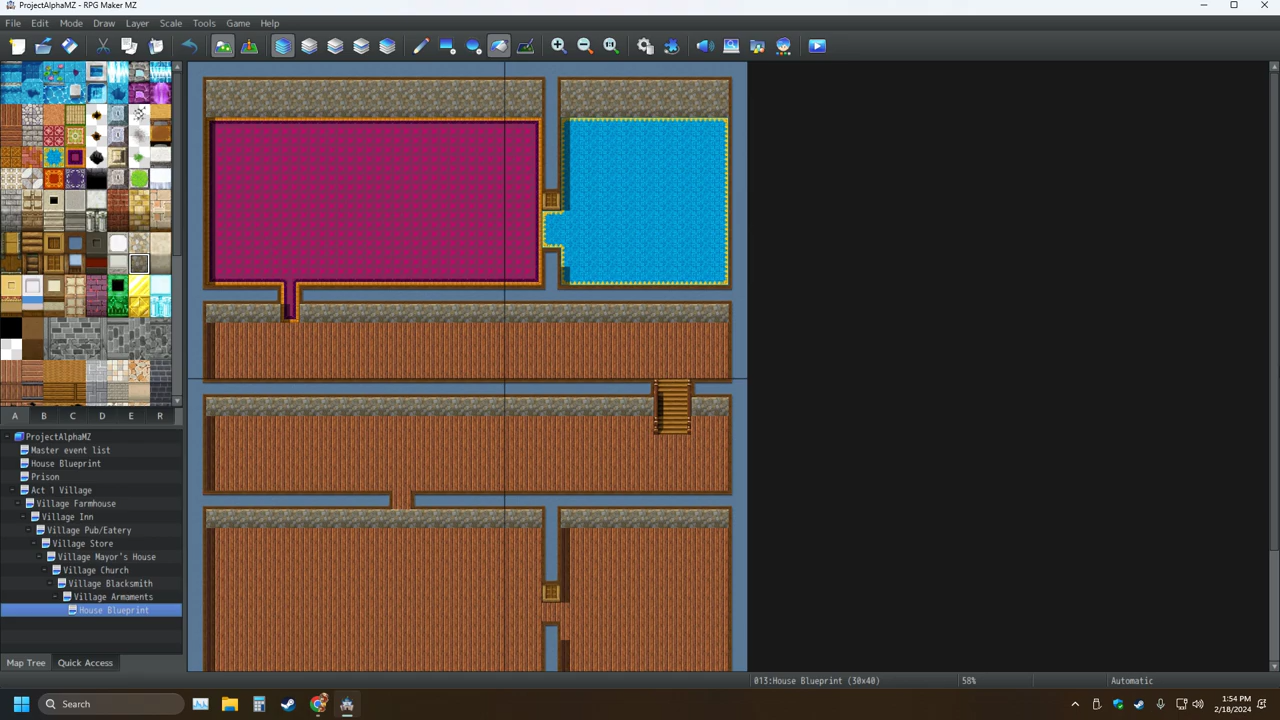 ProjectAlphaMZ - RPG Maker MZ
File Edit Mode Draw Layer Scale Tools Game Help
A B C D E R
ProjectAlphaMZ
Master event list
House Blueprint
Prison
Act 1 Village
Village Farmhouse
Village Inn
Village Pub/Eatery
Village Store
Village Mayor's House
Village Church
Village Blacksmith
Village Armaments
House Blueprint
Map Tree Quick Access
013:House Blueprint (30x40) 58% Automatic
Search
1:54 PM
2/18/2024